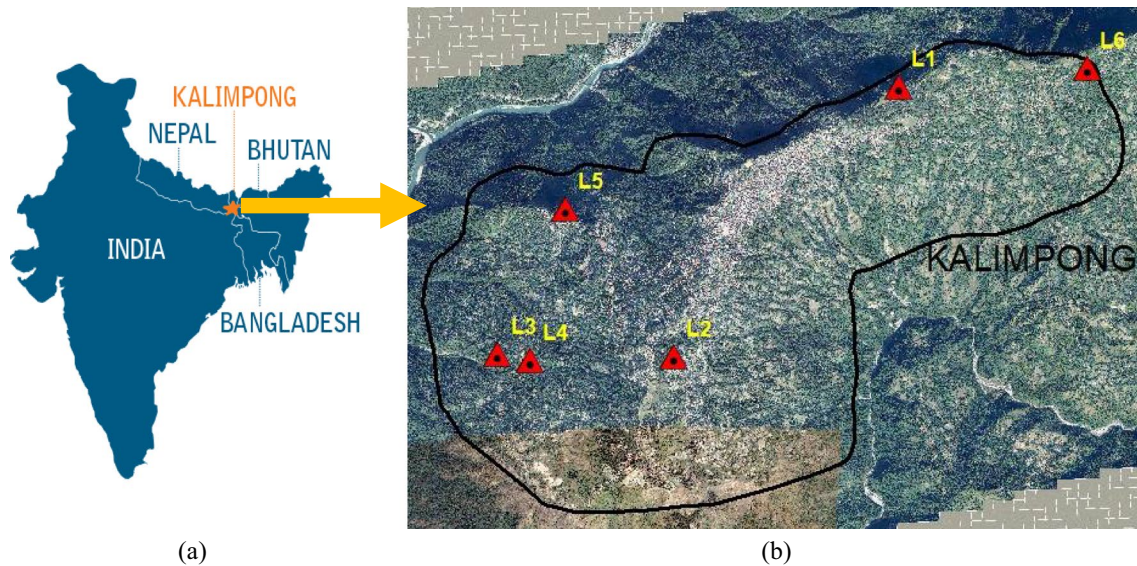 KALIMPONG
NEPAL
BHUTAN
INDIA
BANGLADESH
(a)
L1
L6
L5
KALIMPONG
L3
L4
L2
(b)